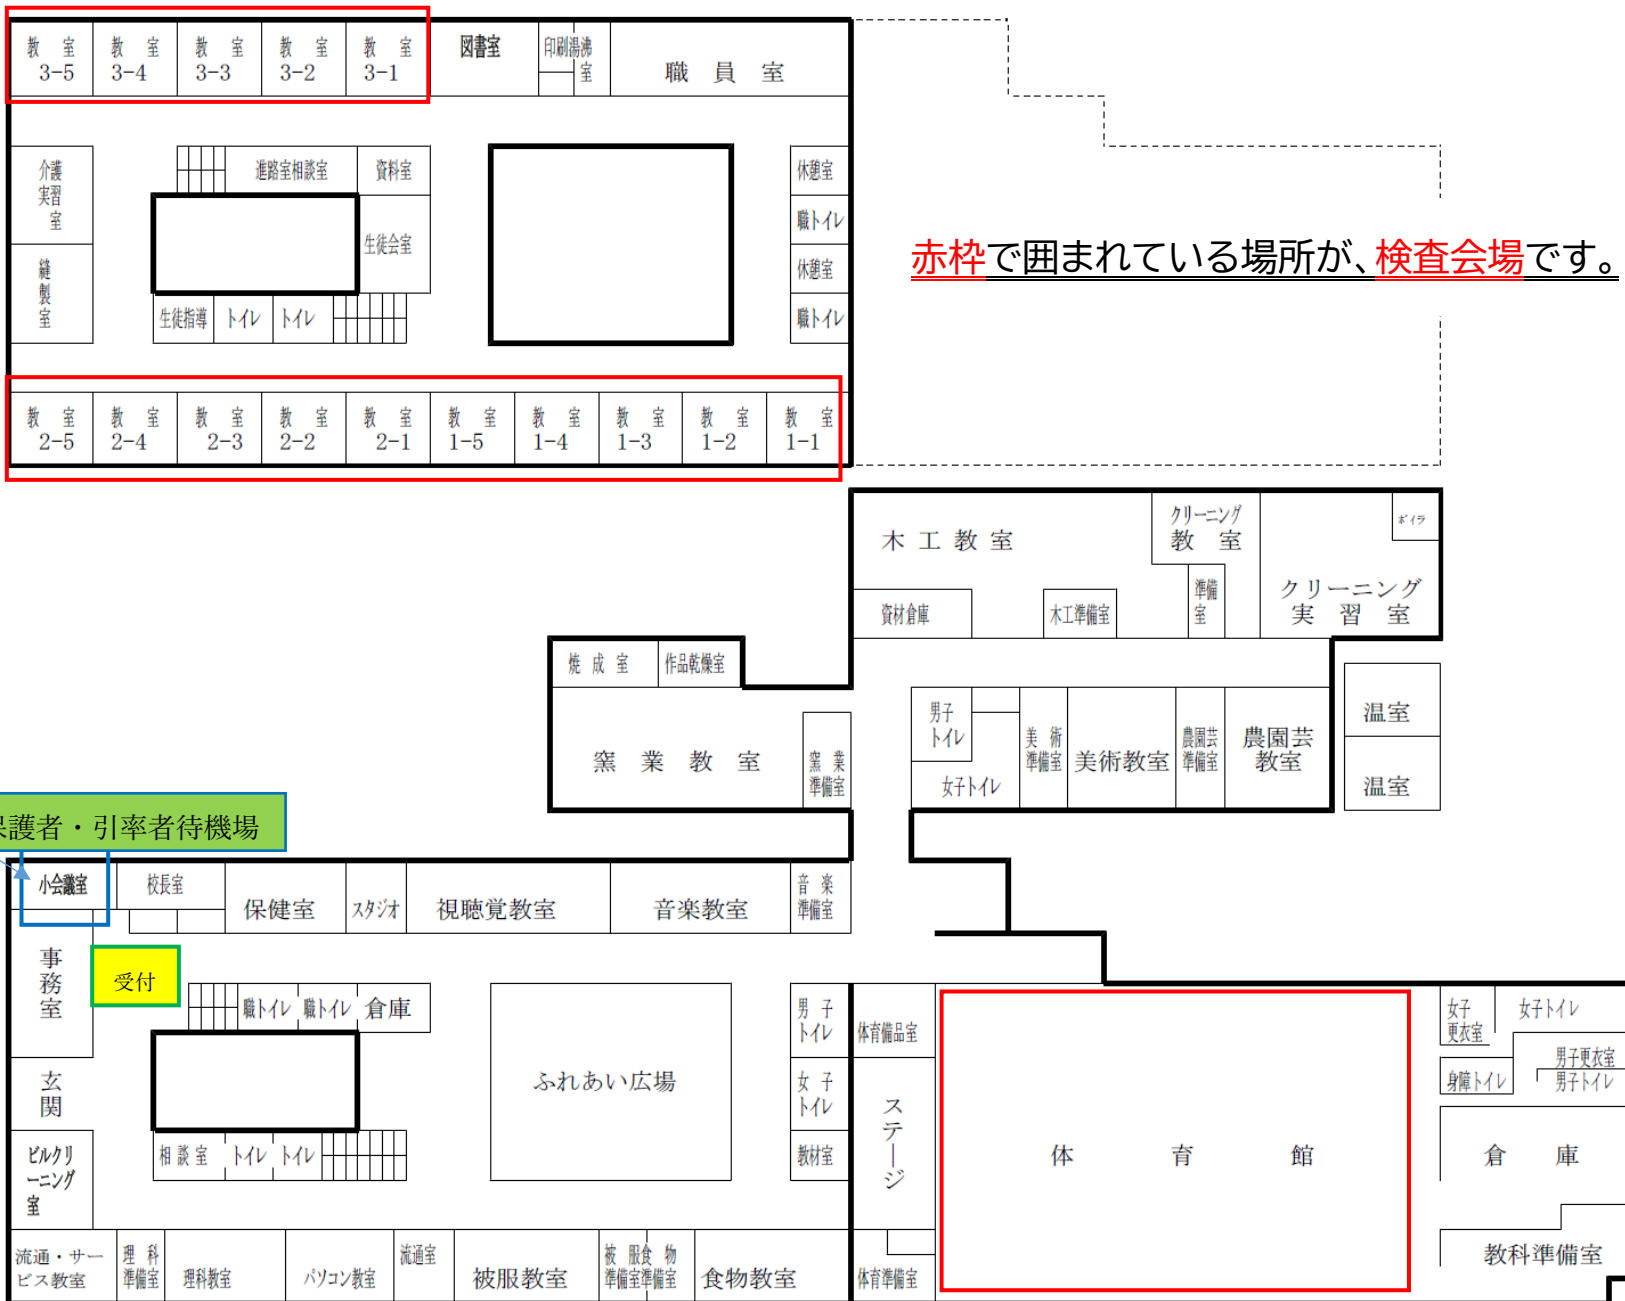 教室 教室 教室 教室 教室 図書室 印刷 湯沸室 職員室
3-5 3-4 3-3 3-2 3-1
介護実習室
進路室相談室 資料室
休憩室
職トイレ
生徒会室
縫製室
休憩室
生徒指導 トイレ トイレ
職トイレ
赤枠で囲まれている場所が、検査会場です。
教室 教室 教室 教室 教室 教室 教室 教室 教室 教室
2-5 2-4 2-3 2-2 2-1 1-5 1-4 1-3 1-2 1-1
木工教室
クリーニング
教室
ボイラ
準備室
クリーニング
実習室
資材倉庫
木工準備室
焼成室 作品乾燥室
窯業教室
窯業
準備室
男子
トイレ
女子トイレ
美術
準備室
美術教室
農園芸
準備室
農園芸
教室
温室
温室
護者・引率者待機場
小会議室 校長室
保健室 スタジオ 視聴覚教室 音楽教室
音楽
準備室
事務室
受付
職トイレ 職トイレ 倉庫
男子
トイレ
体育備品室
女子
更衣室
女子トイレ
男子更衣室
身障トイレ 男子トイレ
玄関
ふれあい広場
女子
トイレ
ステージ
体育館
倉庫
ビルクリ
ーニング
室
相談室 トイレ トイレ
教材室
流通・サー
ビス教室
理科
準備室
理科教室
パソコン教室
流通室
被服教室
被服
準備室
食物
準備室
食物教室
体育準備室
教科準備室